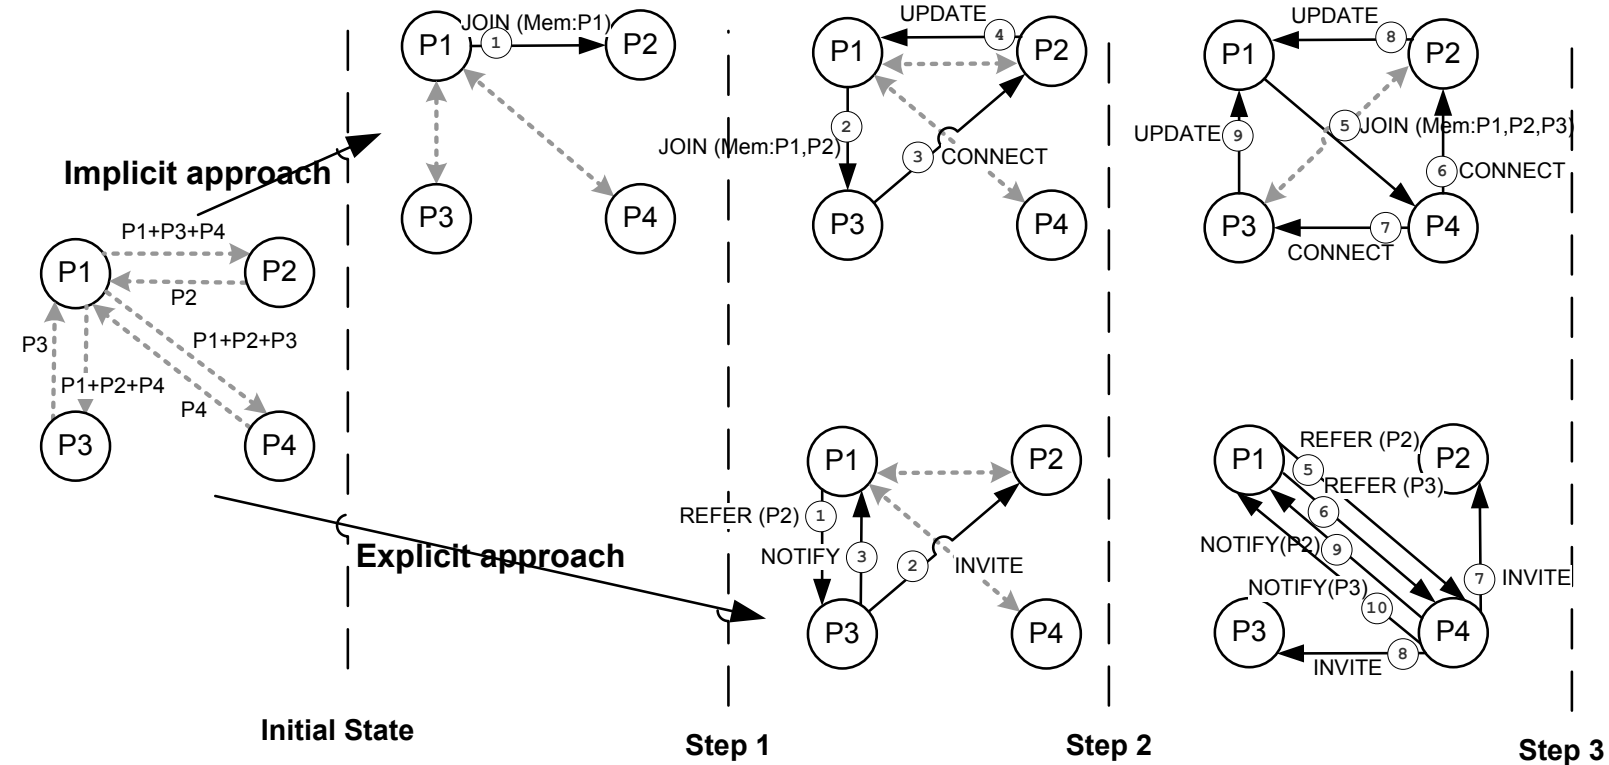 Implicit approach
P1+P3+P4
P1
P2
P2
P3
P1+P2+P3
P1+P2+P4
P4
P3
P4
Initial State
JOIN (Mem:P1)
P1
1
P2
P3
P4
Explicit approach
Step 1
UPDATE
P1
4
P2
2
JOIN (Mem:P1,P2)
3
CONNECT
P3
P4
P1
P2
REFER (P2)
1
NOTIFY
3
2
INVITE
P3
P4
Step 2
UPDATE
P1
8
P2
UPDATE
9
5
JOIN (Mem:P1,P2,P3)
6
CONNECT
P3
7
P4
CONNECT
REFER (P2)
P1
P2
5
REFER (P3)
6
NOTIFY(P2)
9
7
INVITE
NOTIFY(P3)
10
P3
P4
8
INVITE
Step 3